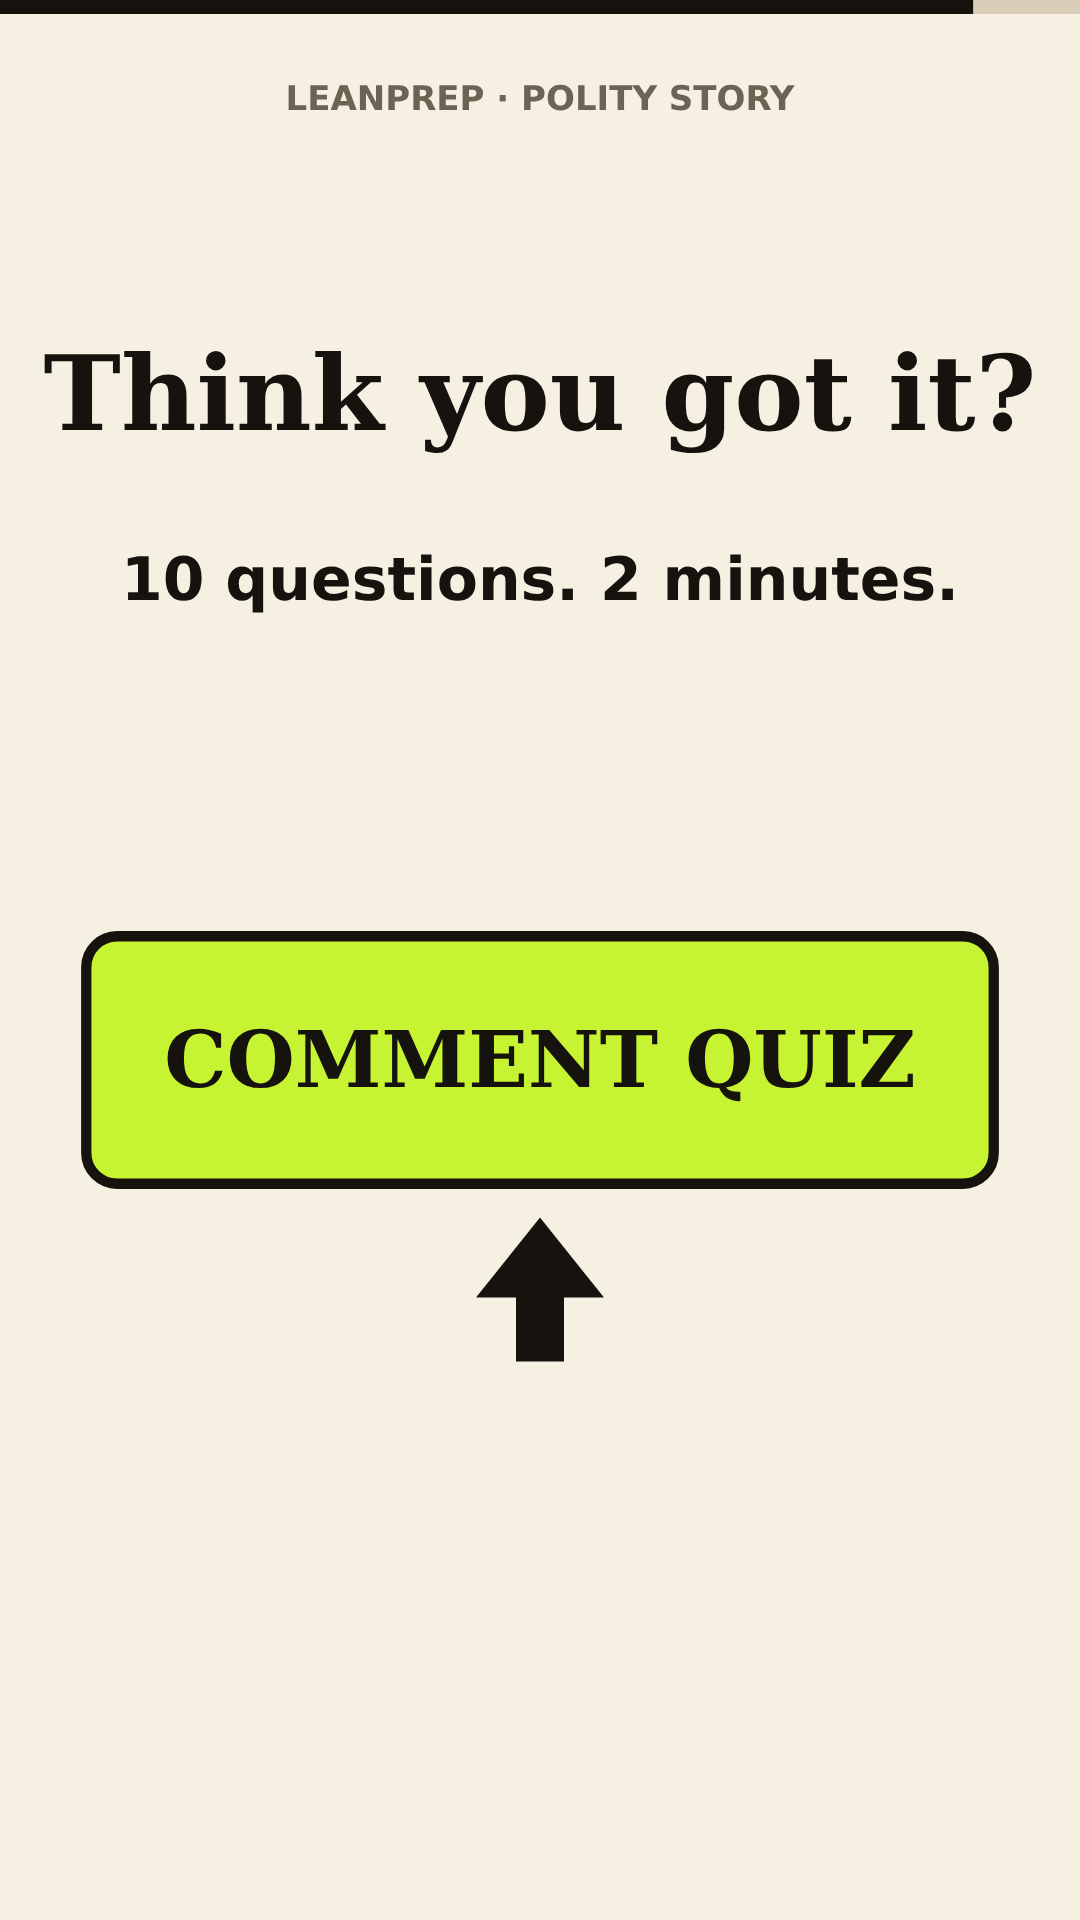 LEANPREP · POLITY STORY
Think you got it?
10 questions. 2 minutes.
COMMENT QUIZ